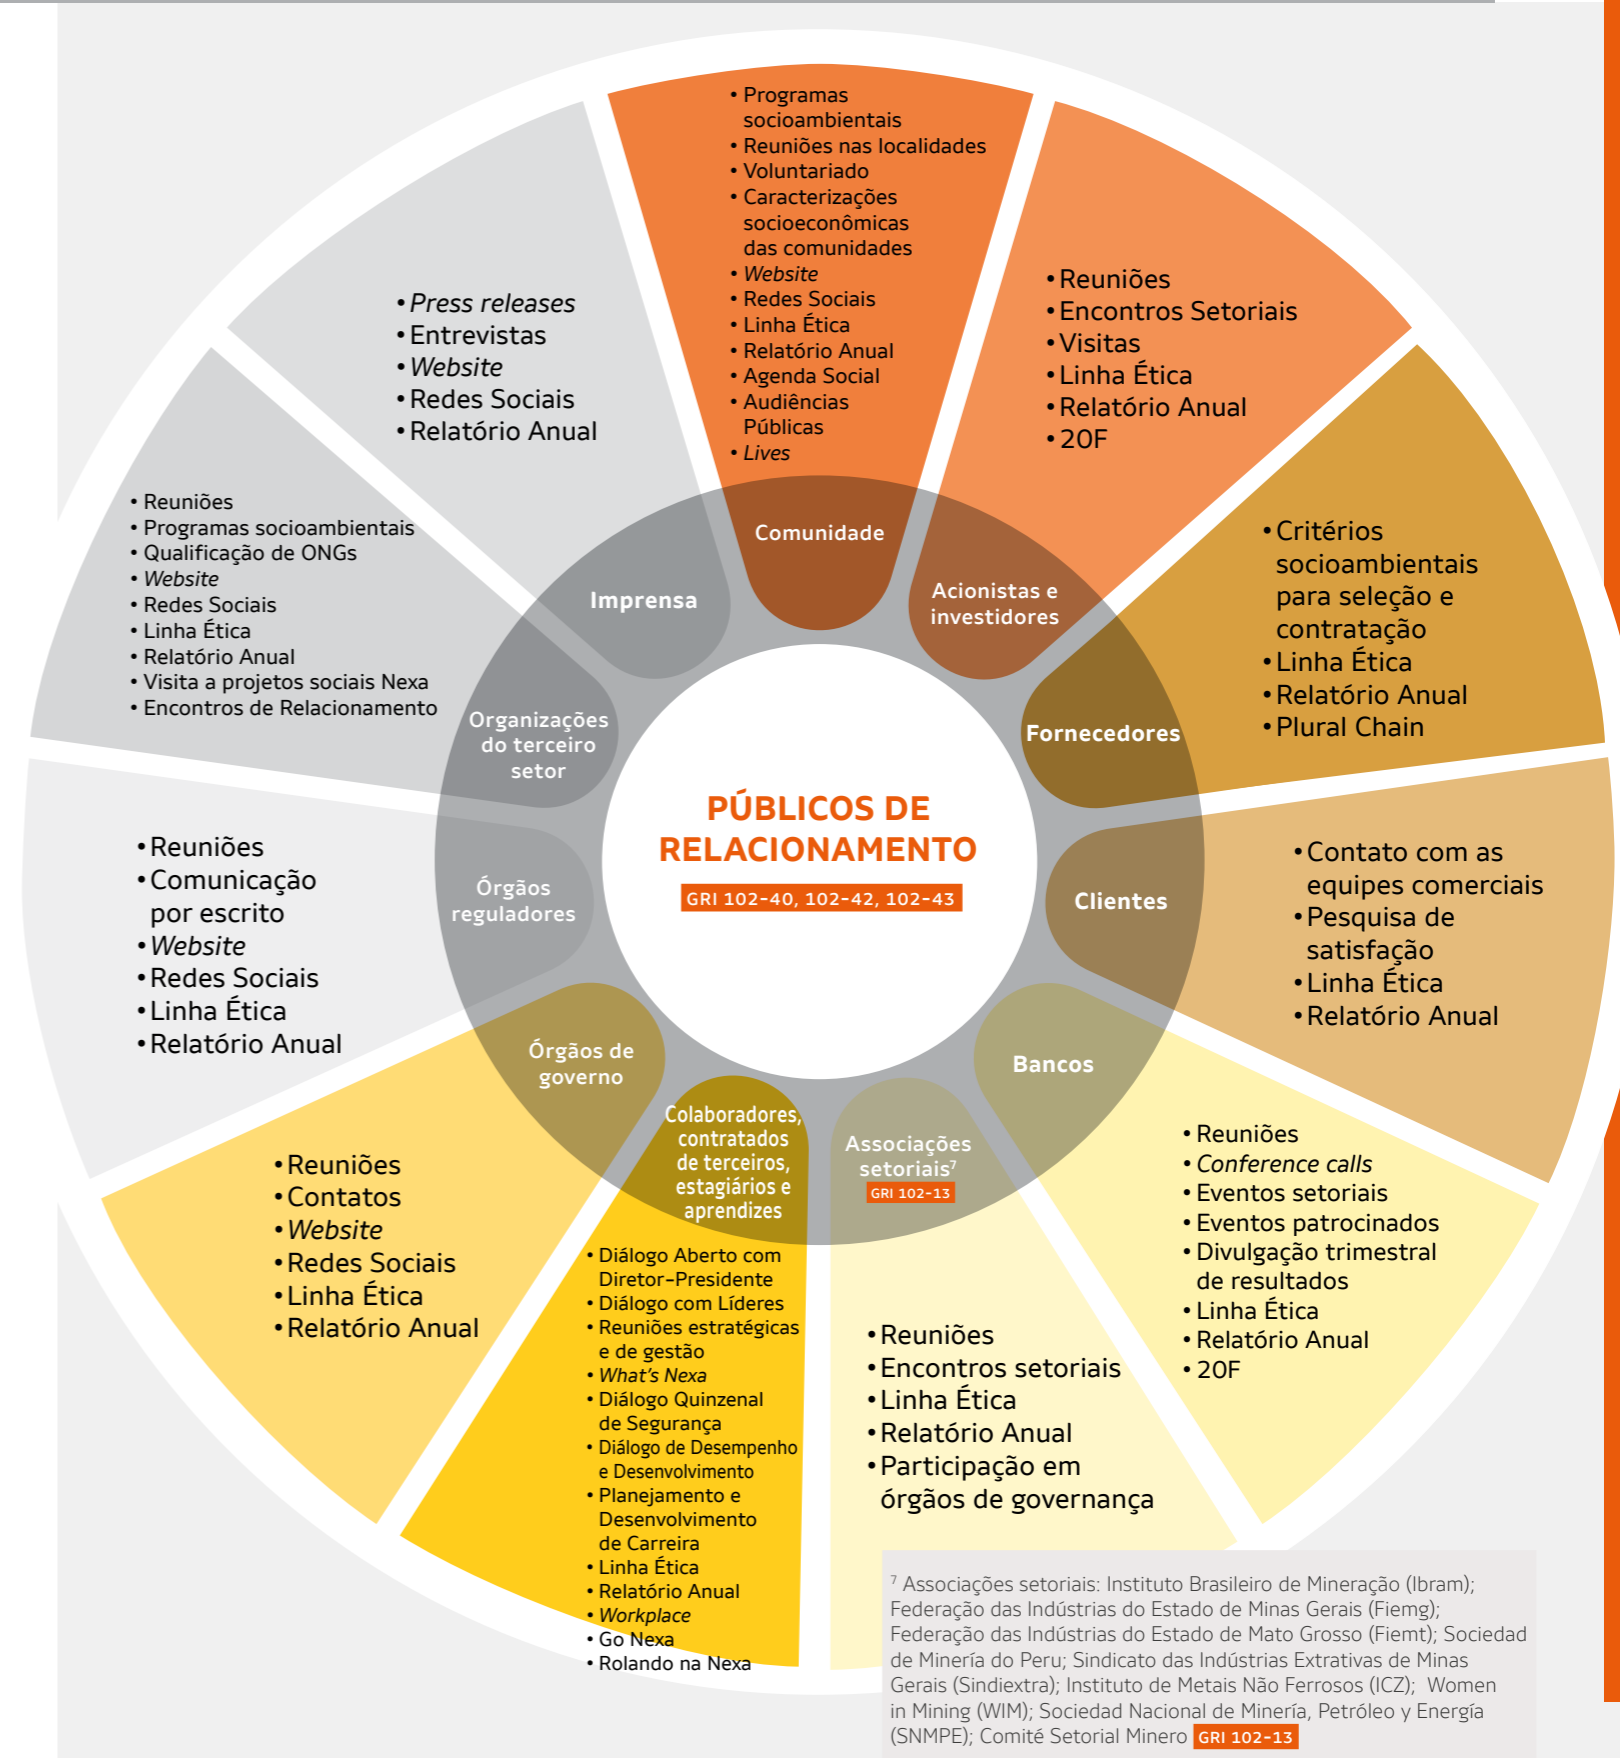 PÚBLICOS DE
RELACIONAMENTO
GRI 102-40, 102-42, 102-43
Comunidade
• Programas
socioambientais
• Reuniões nas localidades
• Voluntariado
• Caracterizações
socioeconômicas
das comunidades
• Website
• Redes Sociais
• Linha Ética
• Relatório Anual
• Agenda Social
• Audiências
Públicas
• Lives
Acionistas e
investidores
• Reuniões
• Encontros Setoriais
• Visitas
• Linha Ética
• Relatório Anual
• 20F
Fornecedores
• Critérios
socioambientais
para seleção e
contratação
• Linha Ética
• Relatório Anual
• Plural Chain
Clientes
• Contato com as
equipes comerciais
• Pesquisa de
satisfação
• Linha Ética
• Relatório Anual
Bancos
• Reuniões
• Conference calls
• Eventos setoriais
• Eventos patrocinados
• Divulgação trimestral
de resultados
• Linha Ética
• Relatório Anual
• 20F
Associações
setoriais⁷
GRI 102-13
• Reuniões
• Encontros setoriais
• Linha Ética
• Relatório Anual
• Participação em
órgãos de governança
Colaboradores,
contratados
de terceiros,
estagiários e
aprendizes
• Diálogo Aberto com
Diretor-Presidente
• Diálogo com Líderes
• Reuniões estratégicas
e de gestão
• What's Nexa
• Diálogo Quinzenal
de Segurança
• Diálogo de Desempenho
e Desenvolvimento
• Planejamento e
Desenvolvimento
de Carreira
• Linha Ética
• Relatório Anual
• Workplace
• Go Nexa
• Rolando na Nexa
Órgãos de
governo
• Reuniões
• Contatos
• Website
• Redes Sociais
• Linha Ética
• Relatório Anual
Órgãos
reguladores
• Reuniões
• Comunicação
por escrito
• Website
• Redes Sociais
• Linha Ética
• Relatório Anual
Organizações
do terceiro
setor
• Reuniões
• Programas socioambientais
• Qualificação de ONGs
• Website
• Redes Sociais
• Linha Ética
• Relatório Anual
• Visita a projetos sociais Nexa
• Encontros de Relacionamento
Imprensa
• Press releases
• Entrevistas
• Website
• Redes Sociais
• Relatório Anual
⁷ Associações setoriais: Instituto Brasileiro de Mineração (Ibram);
Federação das Indústrias do Estado de Minas Gerais (Fiemg);
Federação das Indústrias do Estado de Mato Grosso (Fiemt); Sociedad
de Minería do Peru; Sindicato das Indústrias Extrativas de Minas
Gerais (Sindiextra); Instituto de Metais Não Ferrosos (ICZ); Women
in Mining (WIM); Sociedad Nacional de Minería, Petróleo y Energía
(SNMPE); Comité Setorial Minero GRI 102-13